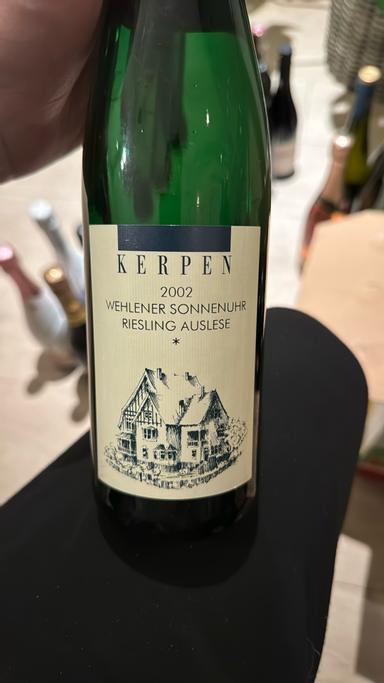 KERPEN
2002
WEHLENER SONNENUHR
RIESLING AUSLESE
*